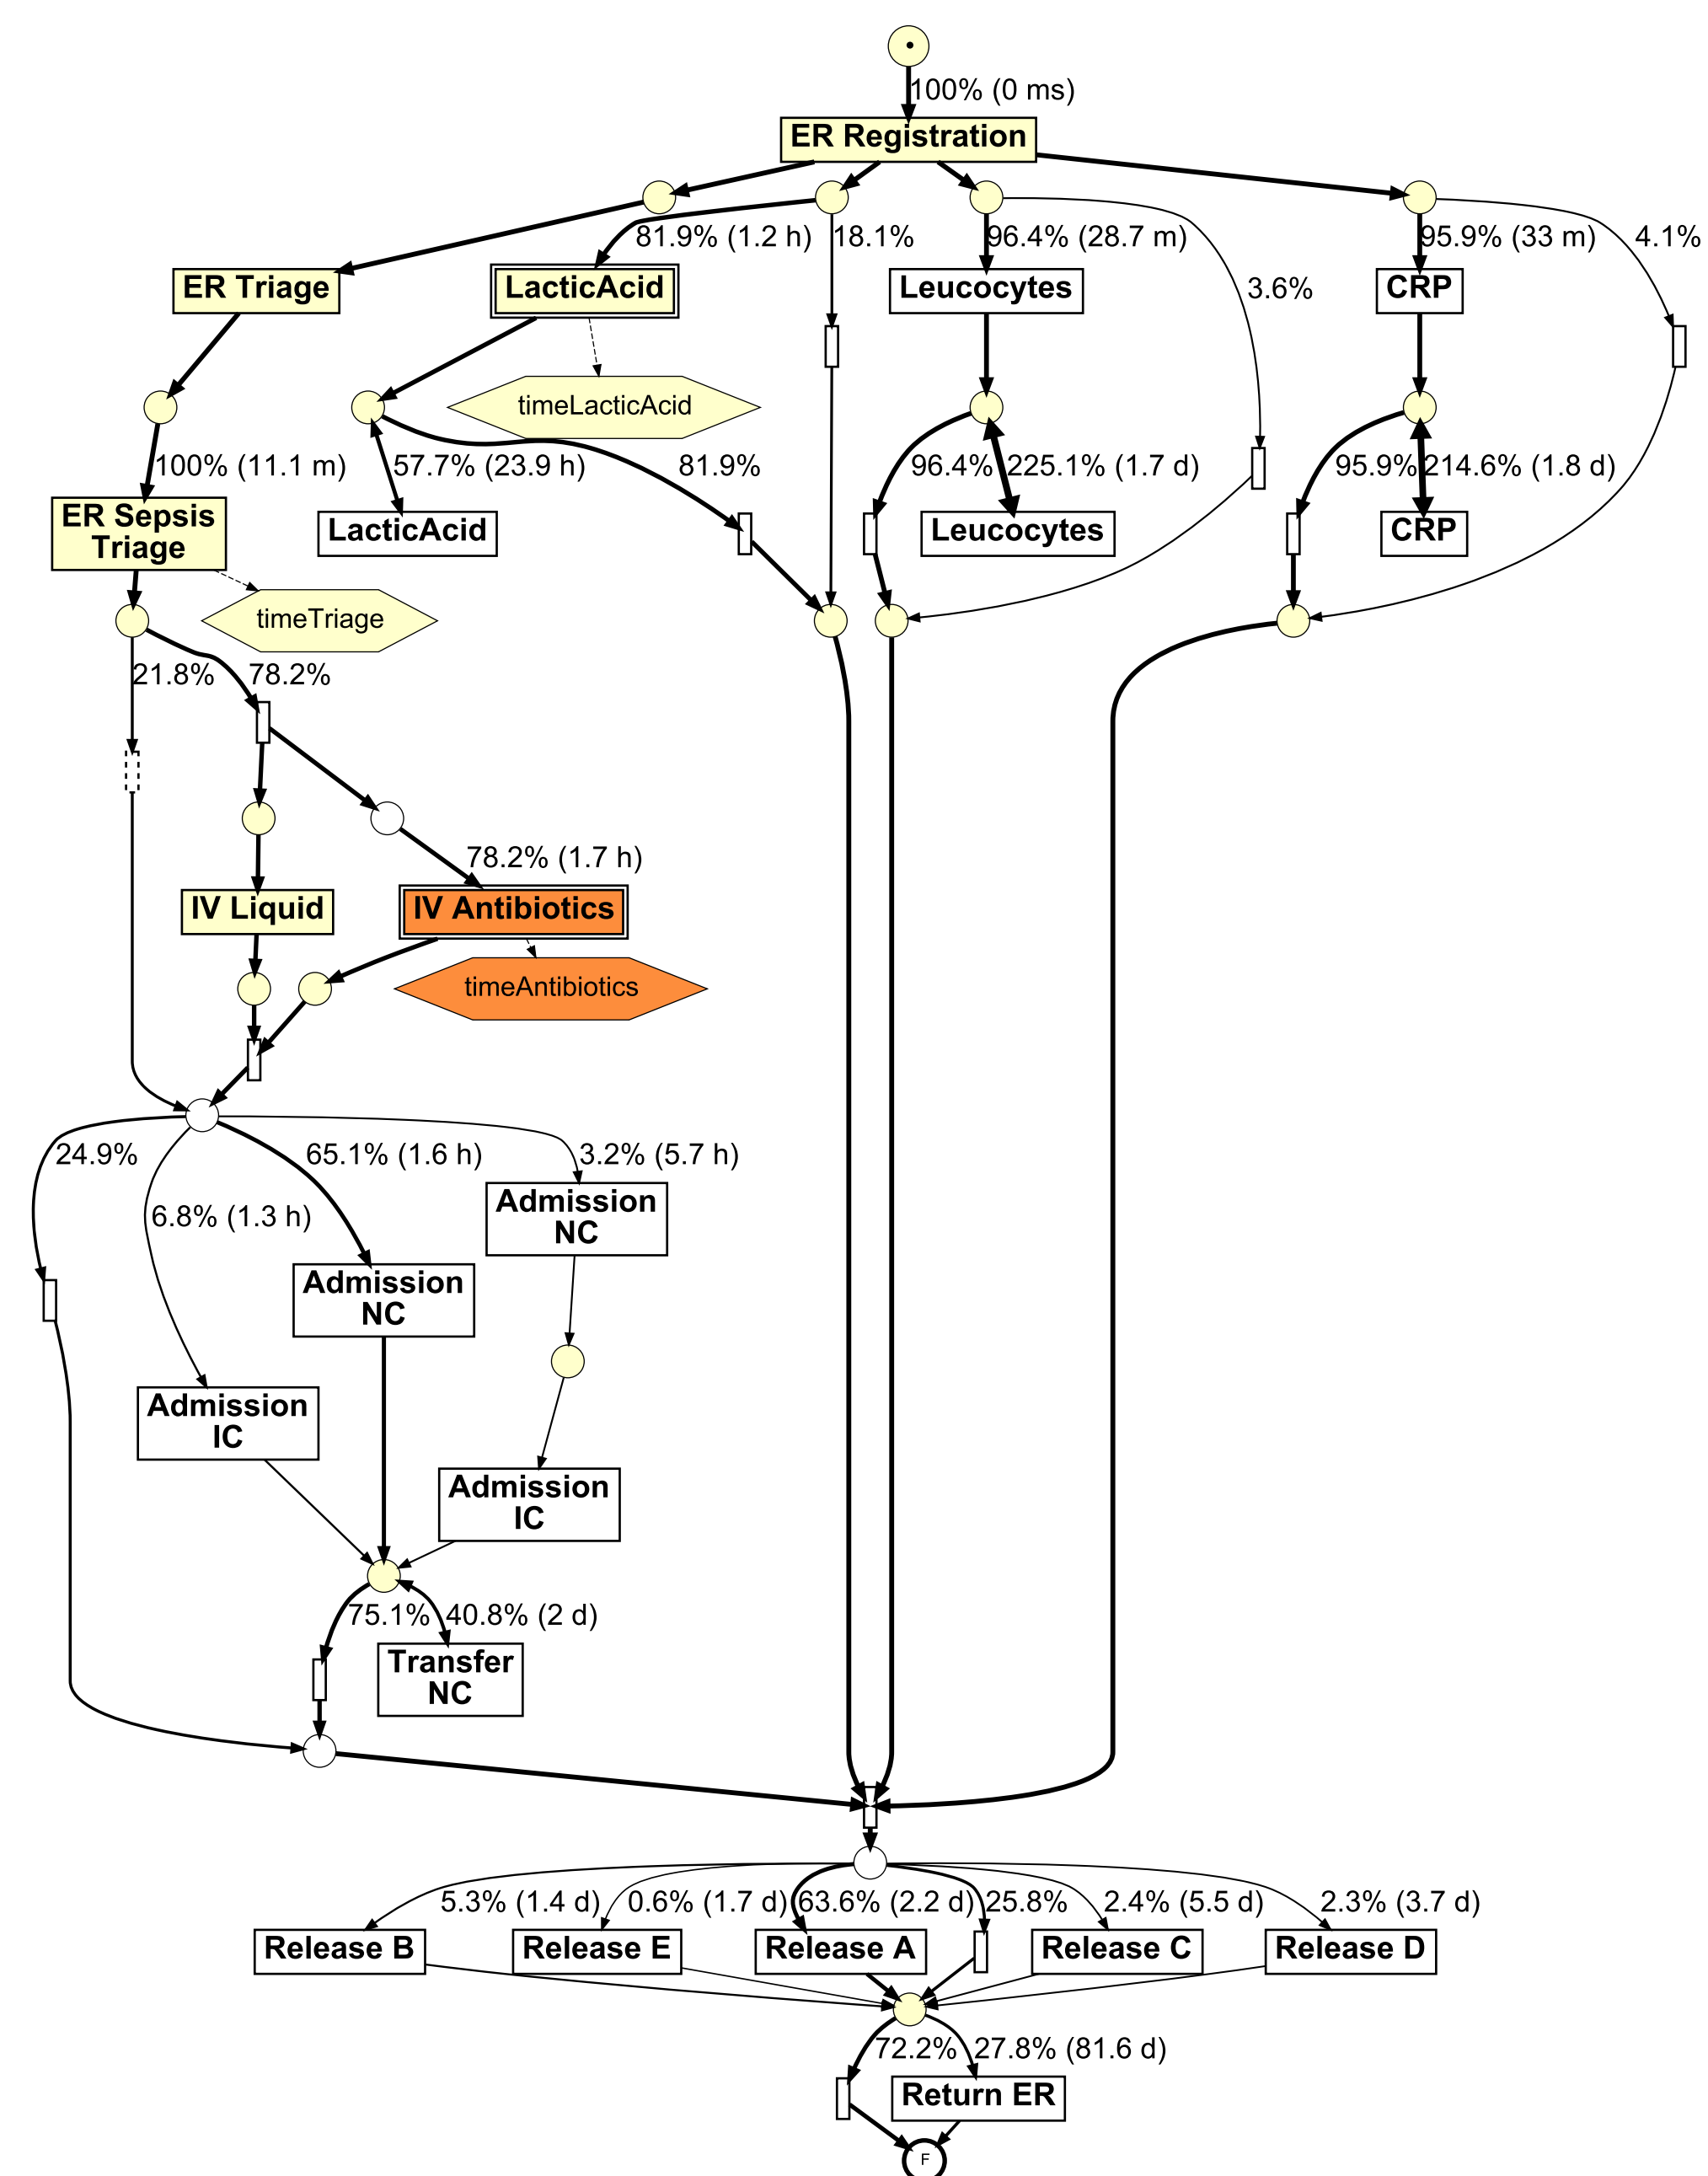 100% (0 ms)
ER Registration
81.9% (1.2 h)
18.1%
96.4% (28.7 m)
95.9% (33 m)
4.1%
ER Triage
LacticAcid
Leucocytes
3.6%
CRP
timeLacticAcid
100% (11.1 m)
57.7% (23.9 h)
81.9%
96.4%
225.1% (1.7 d)
95.9%
214.6% (1.8 d)
ER Sepsis
Triage
LacticAcid
Leucocytes
CRP
timeTriage
21.8%
78.2%
78.2% (1.7 h)
IV Liquid
IV Antibiotics
timeAntibiotics
24.9%
65.1% (1.6 h)
3.2% (5.7 h)
6.8% (1.3 h)
Admission
NC
Admission
NC
Admission
IC
Admission
IC
75.1%
40.8% (2 d)
Transfer
NC
5.3% (1.4 d)
0.6% (1.7 d)
63.6% (2.2 d)
25.8%
2.4% (5.5 d)
2.3% (3.7 d)
Release B
Release E
Release A
Release C
Release D
72.2%
27.8% (81.6 d)
Return ER
F